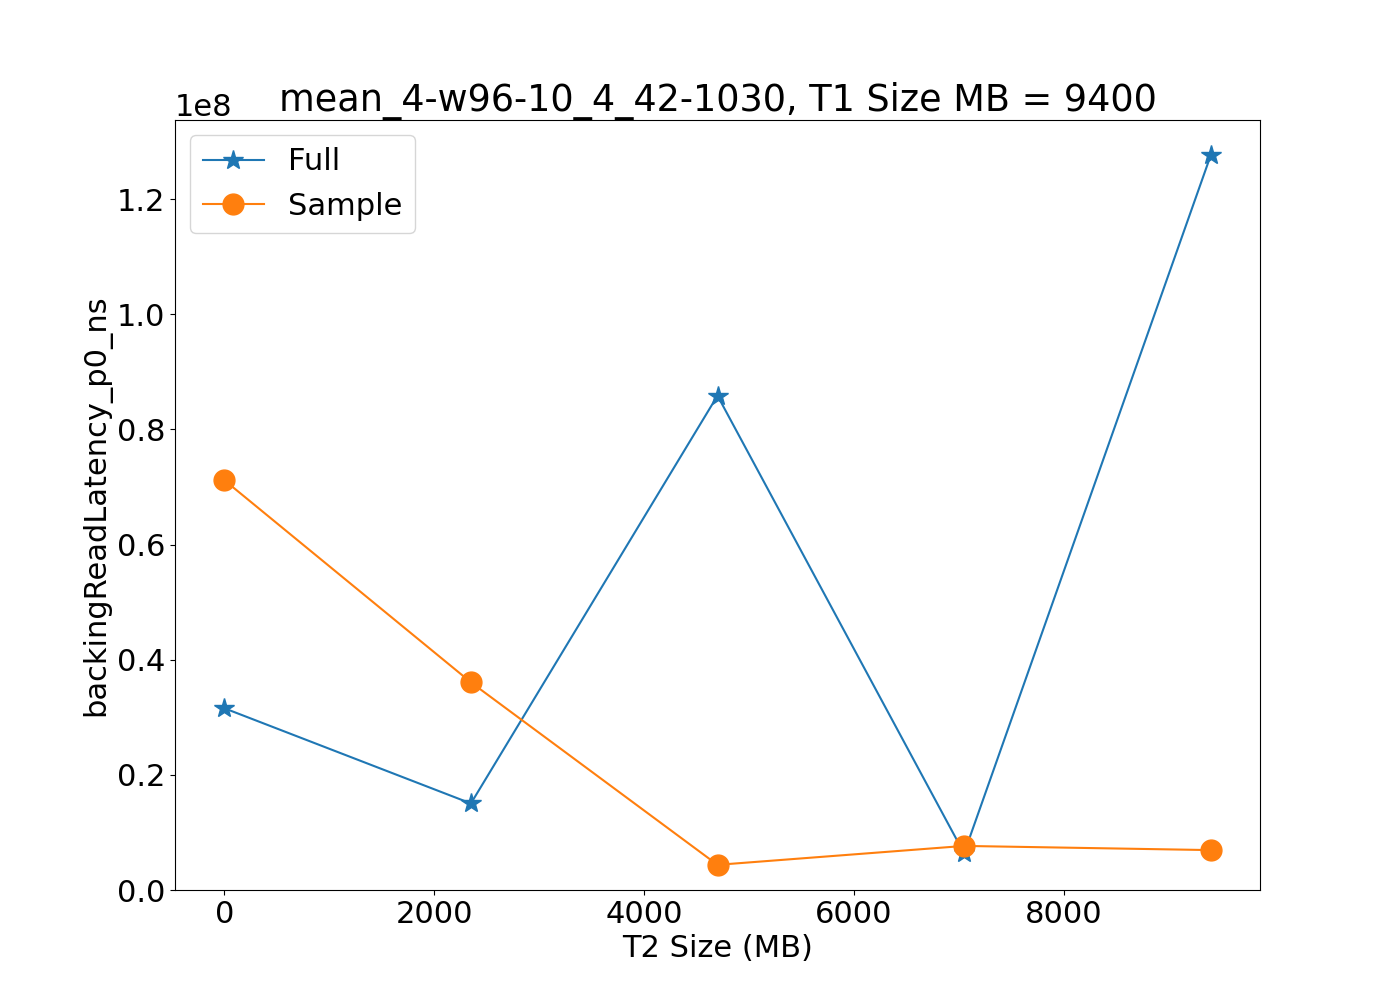 mean_4-w96-10_4_42-1030, T1 Size MB = 9400
1e8
Full
Sample
1.2
1.0
0.8
0.6
0.4
0.2
0.0
backingReadLatency_p0_ns
0 2000 4000 6000 8000
T2 Size (MB)